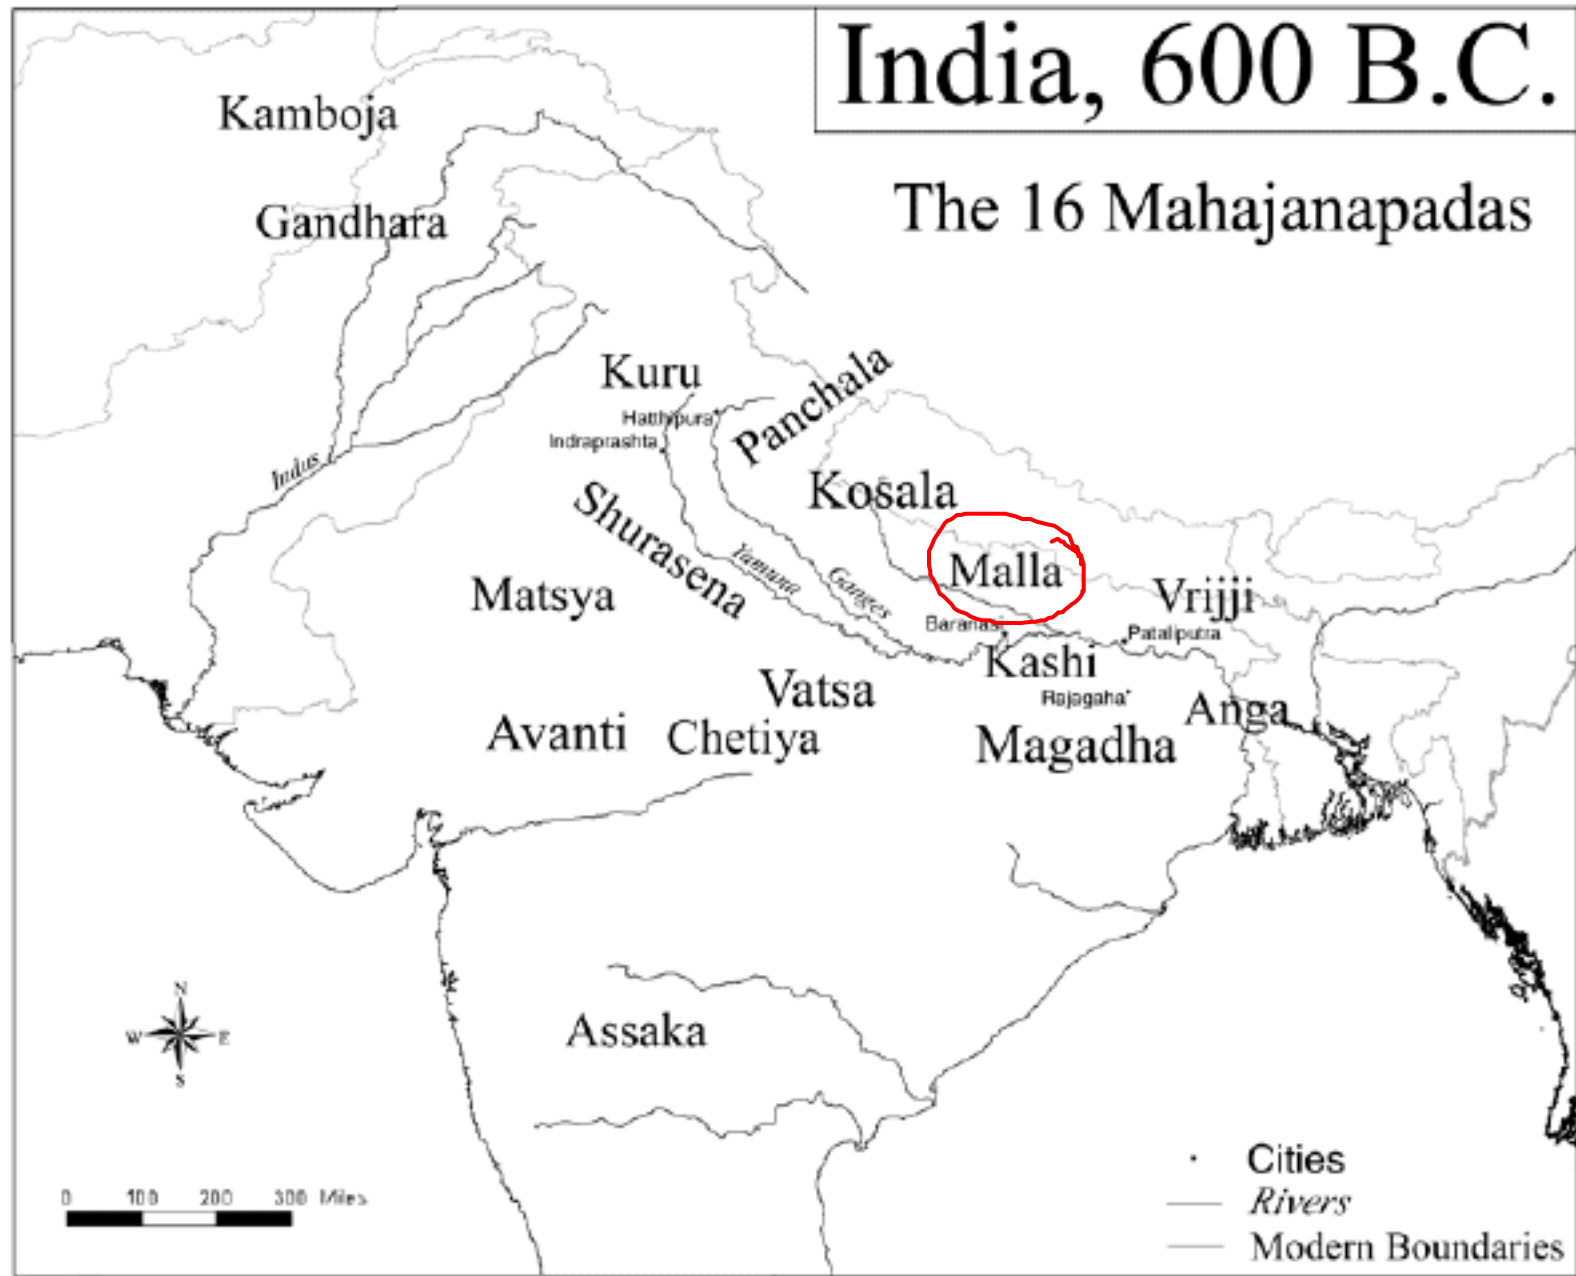 India, 600 B.C.
The 16 Mahajanapadas
Kamboja
Gandhara
Kuru
Hatthipura
Indraprashta
Panchala
Indus
Kosala
Shurasena
Yamuna
Ganges
Malla
Matsya
Vrijji
Baranasi
Pataliputra
Kashi
Vatsa
Rajagaha
Anga
Avanti
Chetiya
Magadha
Assaka
N
W
E
S
0 100 200 300 Miles
Cities
Rivers
Modern Boundaries